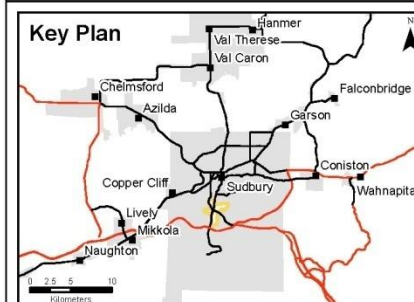 Key Plan
N
Hanmer
Val Therese
Val Caron
Chelmsford
Azilda
Falconbridge
Garson
Copper Cliff
Sudbury
Coniston
Wahnapita
Lively
Mikkola
Naughton
0 2.5 5 10
Kilometers